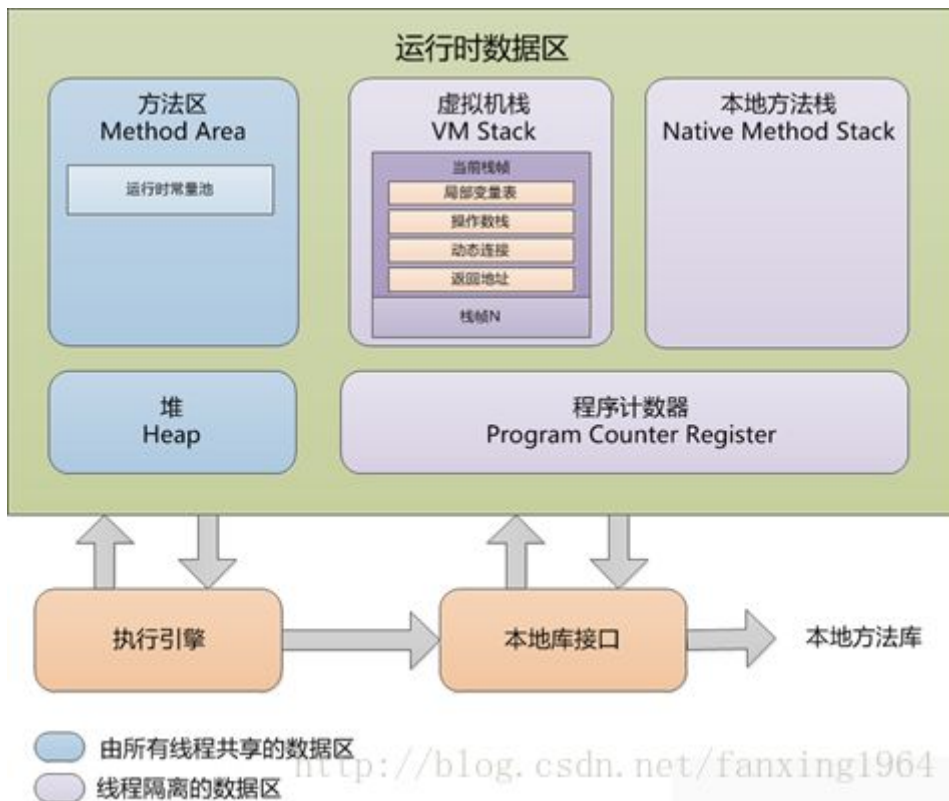 运行时数据区
方法区
Method Area
运行时常量池
虚拟机栈
VM Stack
当前栈帧
局部变量表
操作数栈
动态连接
返回地址
栈帧N
本地方法栈
Native Method Stack
堆
Heap
程序计数器
Program Counter Register
执行引擎
本地库接口
本地方法库
由所有线程共享的数据区
线程隔离的数据区
http://blog.csdn.net/fanxing1964